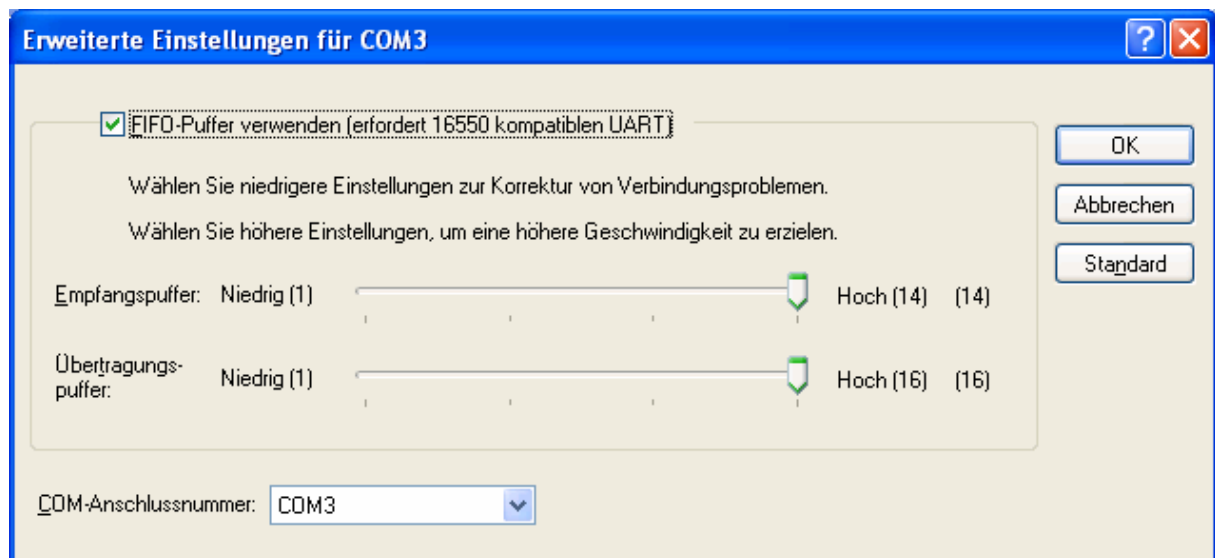 Erweiterte Einstellungen für COM3
FIFO-Puffer verwenden (erfordert 16550 kompatiblen UART)
Wählen Sie niedrigere Einstellungen zur Korrektur von Verbindungsproblemen.
Wählen Sie höhere Einstellungen, um eine höhere Geschwindigkeit zu erzielen.
Empfangspuffer: Niedrig (1) Hoch (14) (14)
Übertragungs-
puffer: Niedrig (1) Hoch (16) (16)
COM-Anschlussnummer: COM3
OK
Abbrechen
Standard